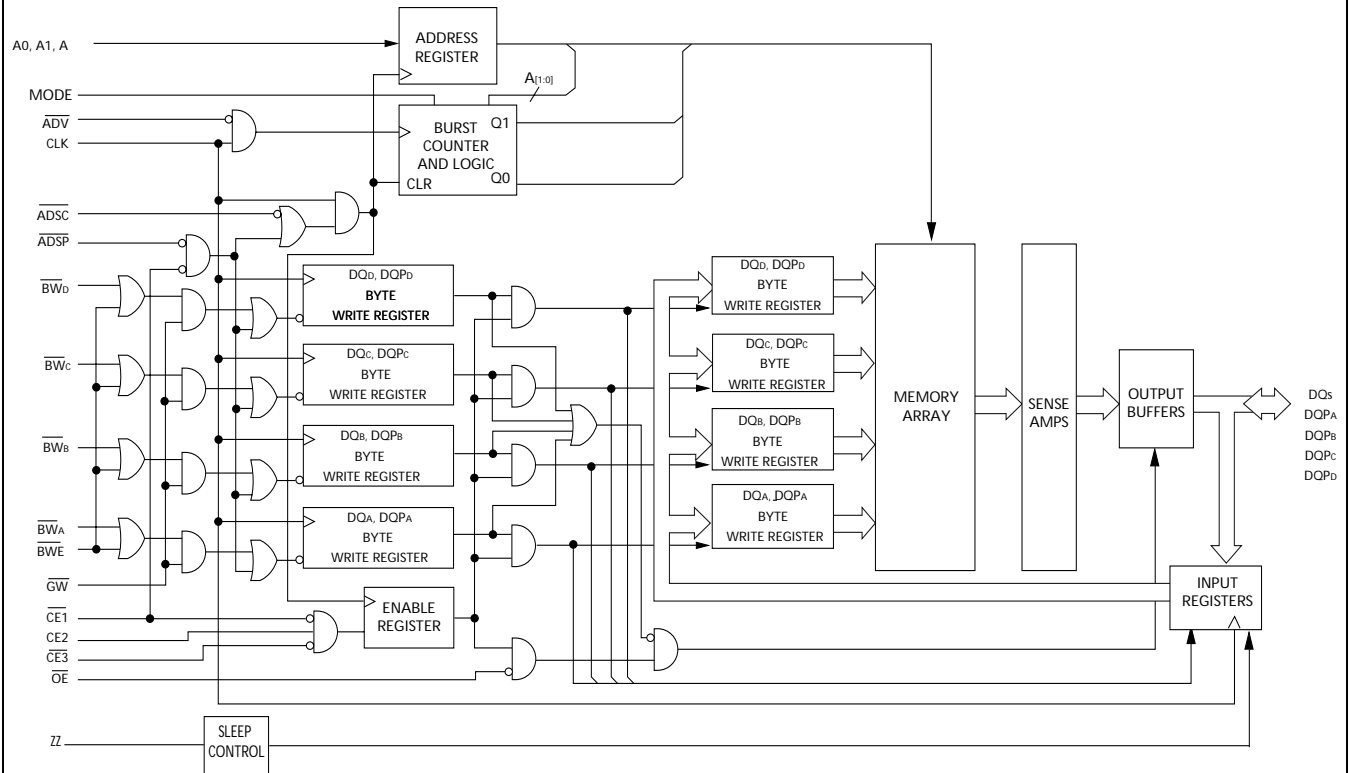 A0, A1, A
ADDRESS
REGISTER
MODE
A[1:0]
ADV
CLK
BURST
COUNTER
AND LOGIC
CLR
Q1
Q0
ADSC
ADSP
BWD
BWC
BWB
BWA
BWE
GW
CE1
CE2
CE3
OE
ZZ
DQD, DQPD
BYTE
WRITE REGISTER
DQC, DQPC
BYTE
WRITE REGISTER
DQB, DQPB
BYTE
WRITE REGISTER
DQA, DQPA
BYTE
WRITE REGISTER
ENABLE
REGISTER
SLEEP
CONTROL
DQD, DQPD
BYTE
WRITE REGISTER
DQC, DQPC
BYTE
WRITE REGISTER
DQB, DQPB
BYTE
WRITE REGISTER
DQA, DQPA
BYTE
WRITE REGISTER
MEMORY
ARRAY
SENSE
AMPS
OUTPUT
BUFFERS
INPUT
REGISTERS
DQs
DQPA
DQPB
DQPC
DQPD